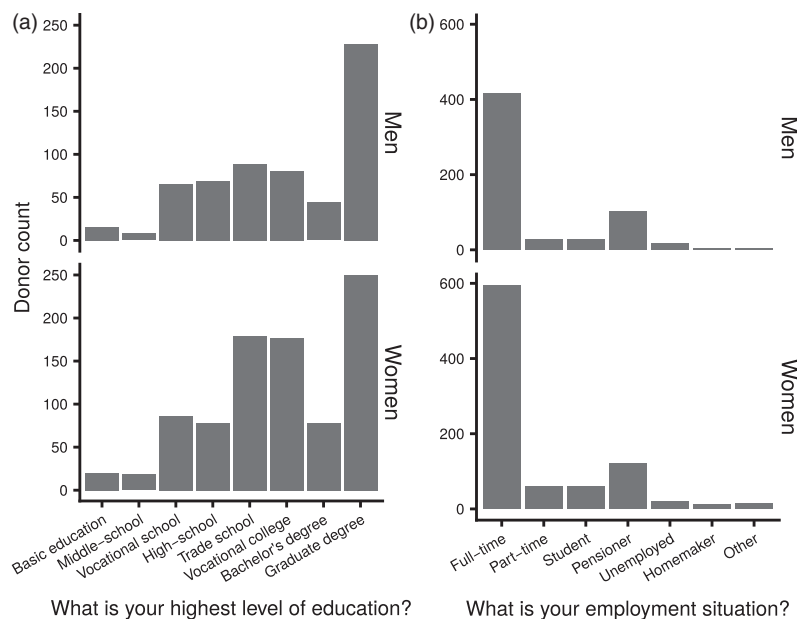 (a)
Donor count
250
200
150
100
50
0
Men
250
200
150
100
50
0
Women
Basic education
Middle–school
Vocational school
High–school
Trade school
Vocational college
Bachelor's degree
Graduate degree
What is your highest level of education?
(b)
600
400
200
0
Men
600
400
200
0
Women
Full–time
Part–time
Student
Pensioner
Unemployed
Homemaker
Other
What is your employment situation?